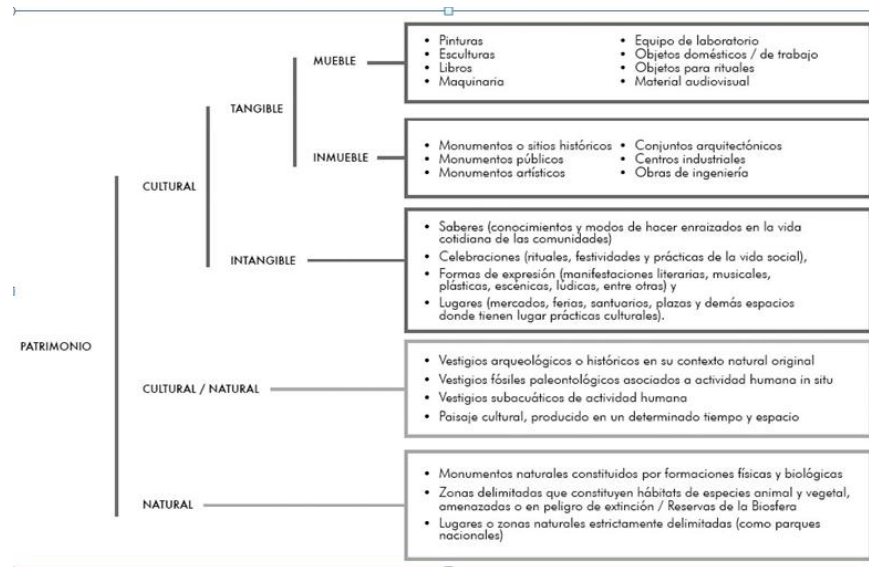 • Pinturas
• Esculturas
• Libros
• Maquinaria
• Equipo de laboratorio
• Objetos domésticos / de trabajo
• Objetos para rituales
• Material audiovisual
MUEBLE
TANGIBLE
INMUEBLE
• Monumentos o sitios históricos
• Monumentos públicos
• Monumentos artísticos
• Conjuntos arquitectónicos
• Centros industriales
• Obras de ingeniería
CULTURAL
INTANGIBLE
• Saberes (conocimientos y modos de hacer enraizados en la vida
cotidiana de las comunidades)
• Celebraciones (rituales, festividades y prácticas de la vida social),
• Formas de expresión (manifestaciones literarias, musicales,
plásticas, escénicas, lúdicas, entre otras) y
• Lugares (mercados, ferias, santuarios, plazas y demás espacios
donde tienen lugar prácticas culturales).
PATRIMONIO
CULTURAL / NATURAL
• Vestigios arqueológicos o históricos en su contexto natural original
• Vestigios fósiles paleontológicos asociados a actividad humana in situ
• Vestigios subacuáticos de actividad humana
• Paisaje cultural, producido en un determinado tiempo y espacio
NATURAL
• Monumentos naturales constituidos por formaciones físicas y biológicas
• Zonas delimitadas que constituyen hábitats de especies animal y vegetal,
amenazadas o en peligro de extinción / Reservas de la Biosfera
• Lugares o zonas naturales estrictamente delimitadas (como parques
nacionales)